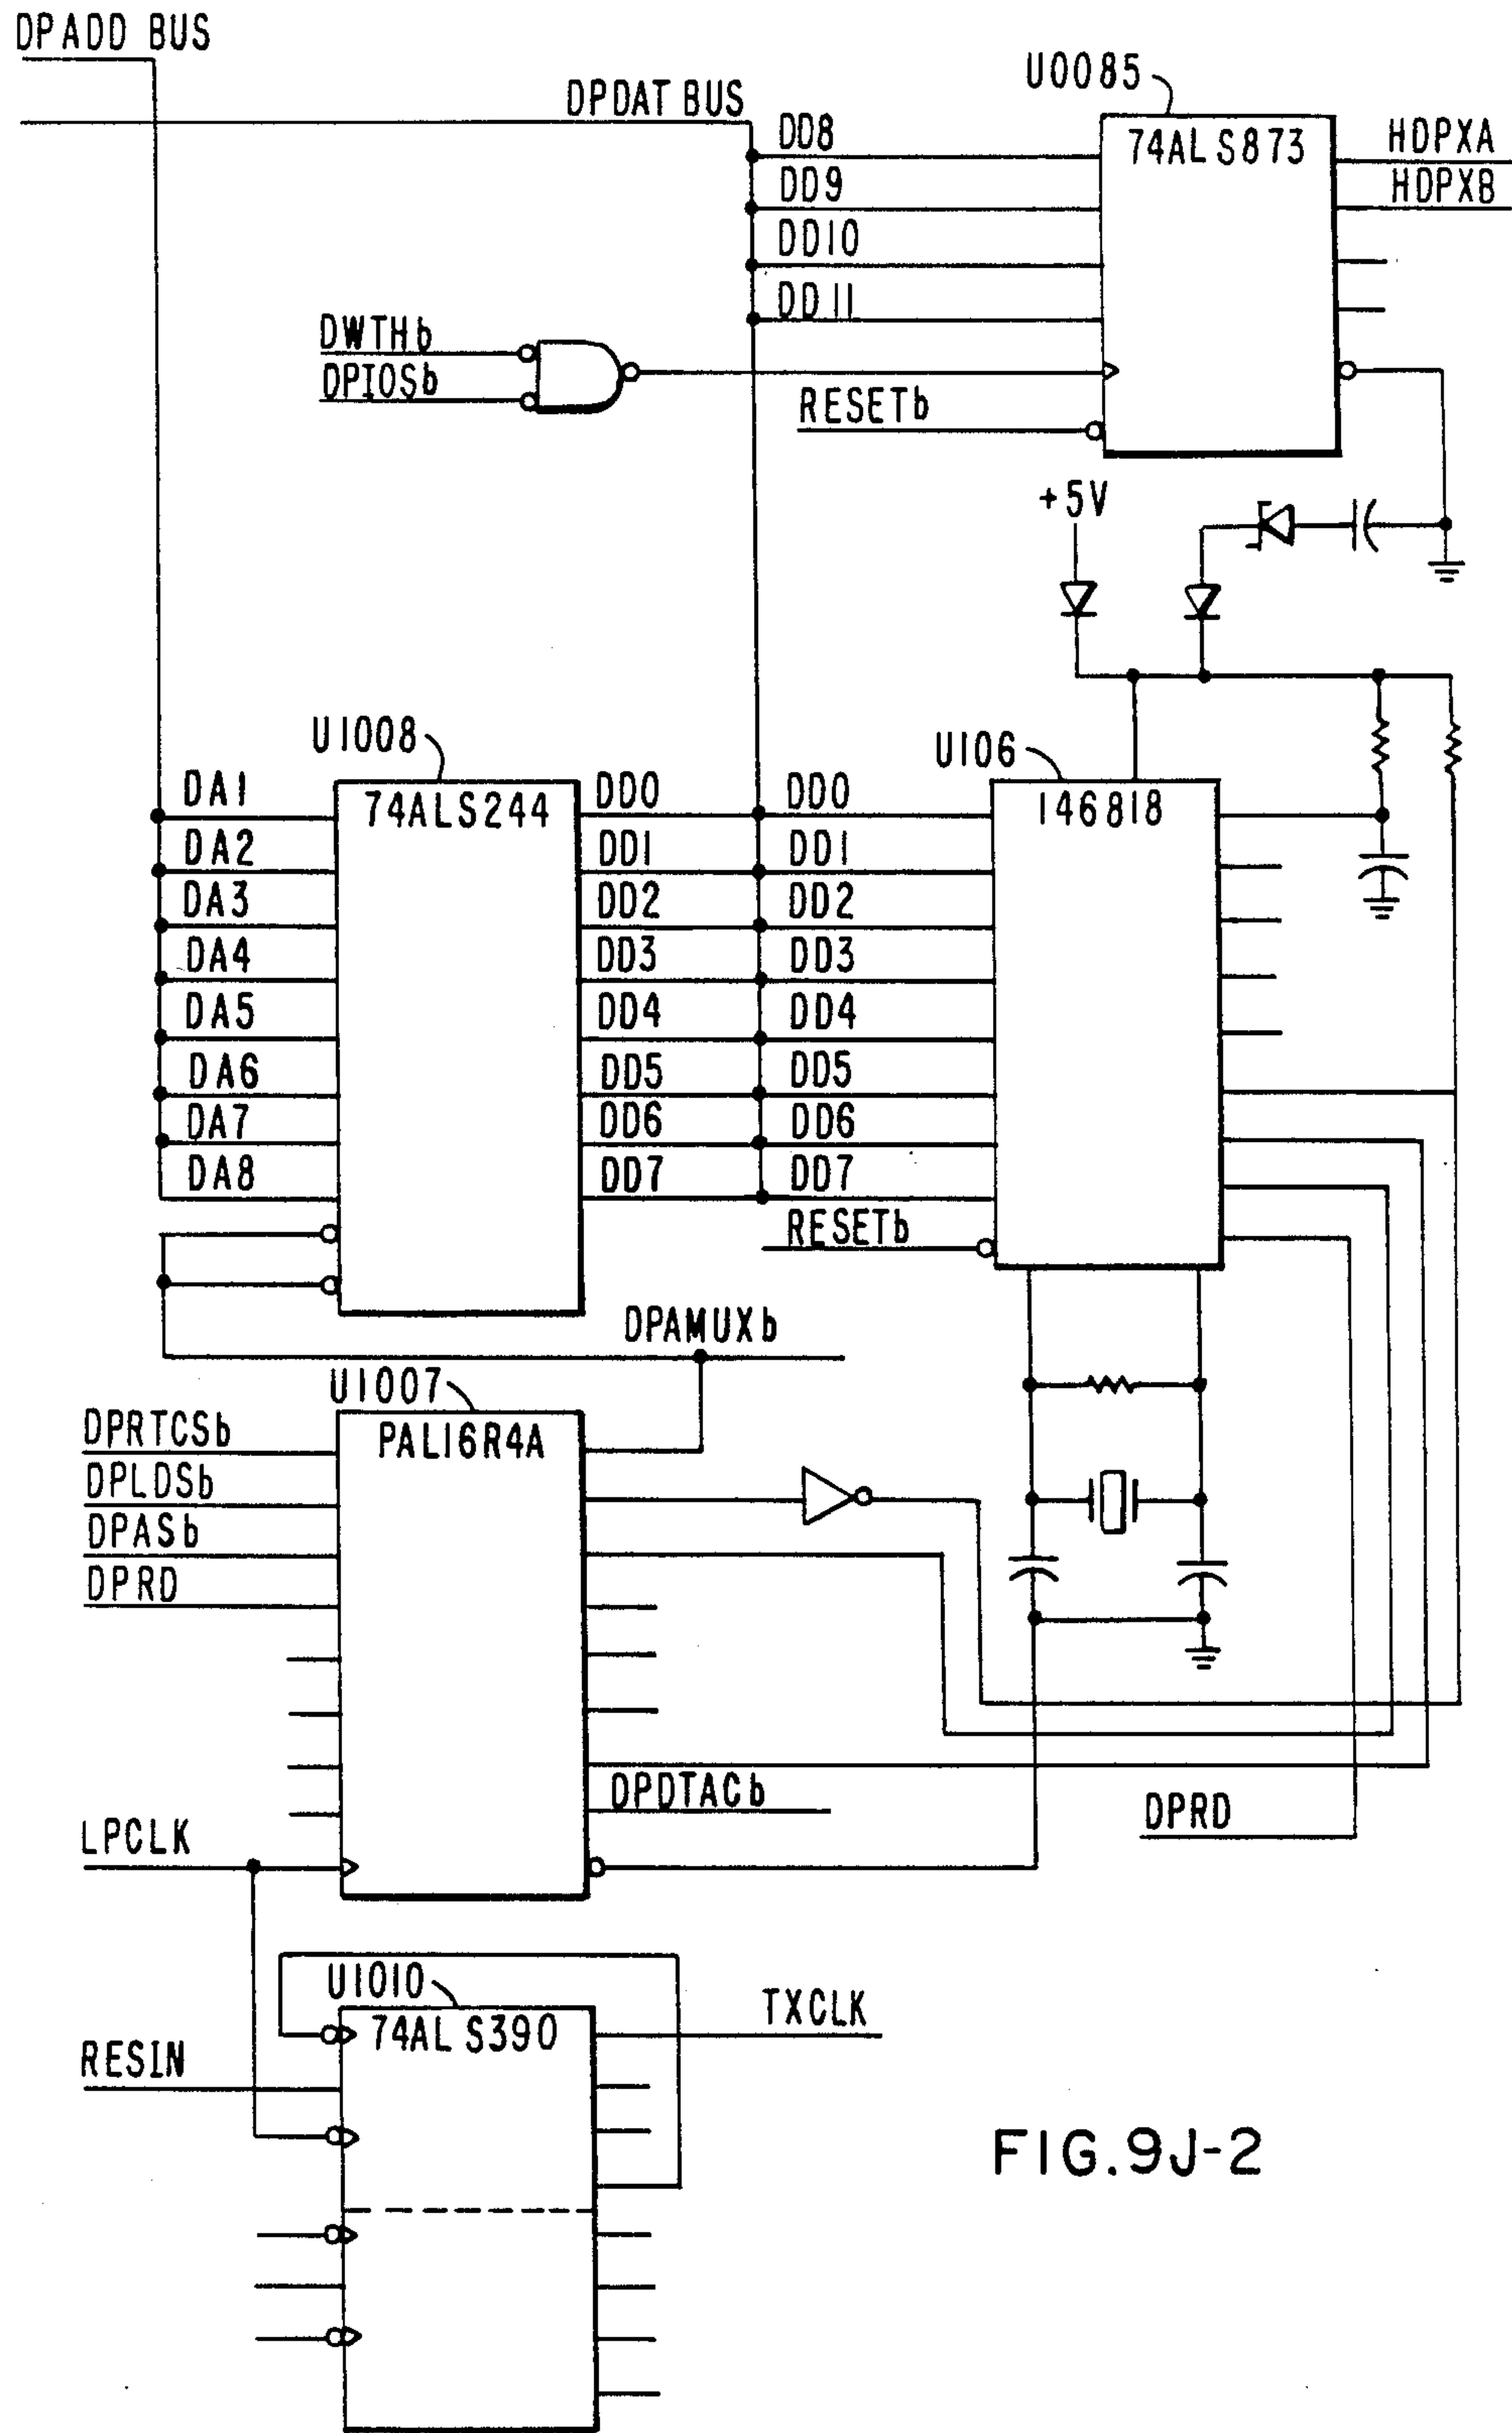 DPADD BUS
DPDAT BUS
U0085
74ALS873
DD8
DD9
DD10
DD11
HDPXA
HDPXB
DWTHb
DPIOSb
RESETb
+5V
U1008
74ALS244
DA1
DA2
DA3
DA4
DA5
DA6
DA7
DA8
DD0
DD1
DD2
DD3
DD4
DD5
DD6
DD7
DD0
DD1
DD2
DD3
DD4
DD5
DD6
DD7
RESETb
U106
146818
DPAMUXb
U1007
PAL16R4A
DPRTCSb
DPLDSb
DPASb
DPRD
LPCLK
DPDTACb
DPRD
U1010
74ALS390
RESIN
TXCLK
FIG.9J-2